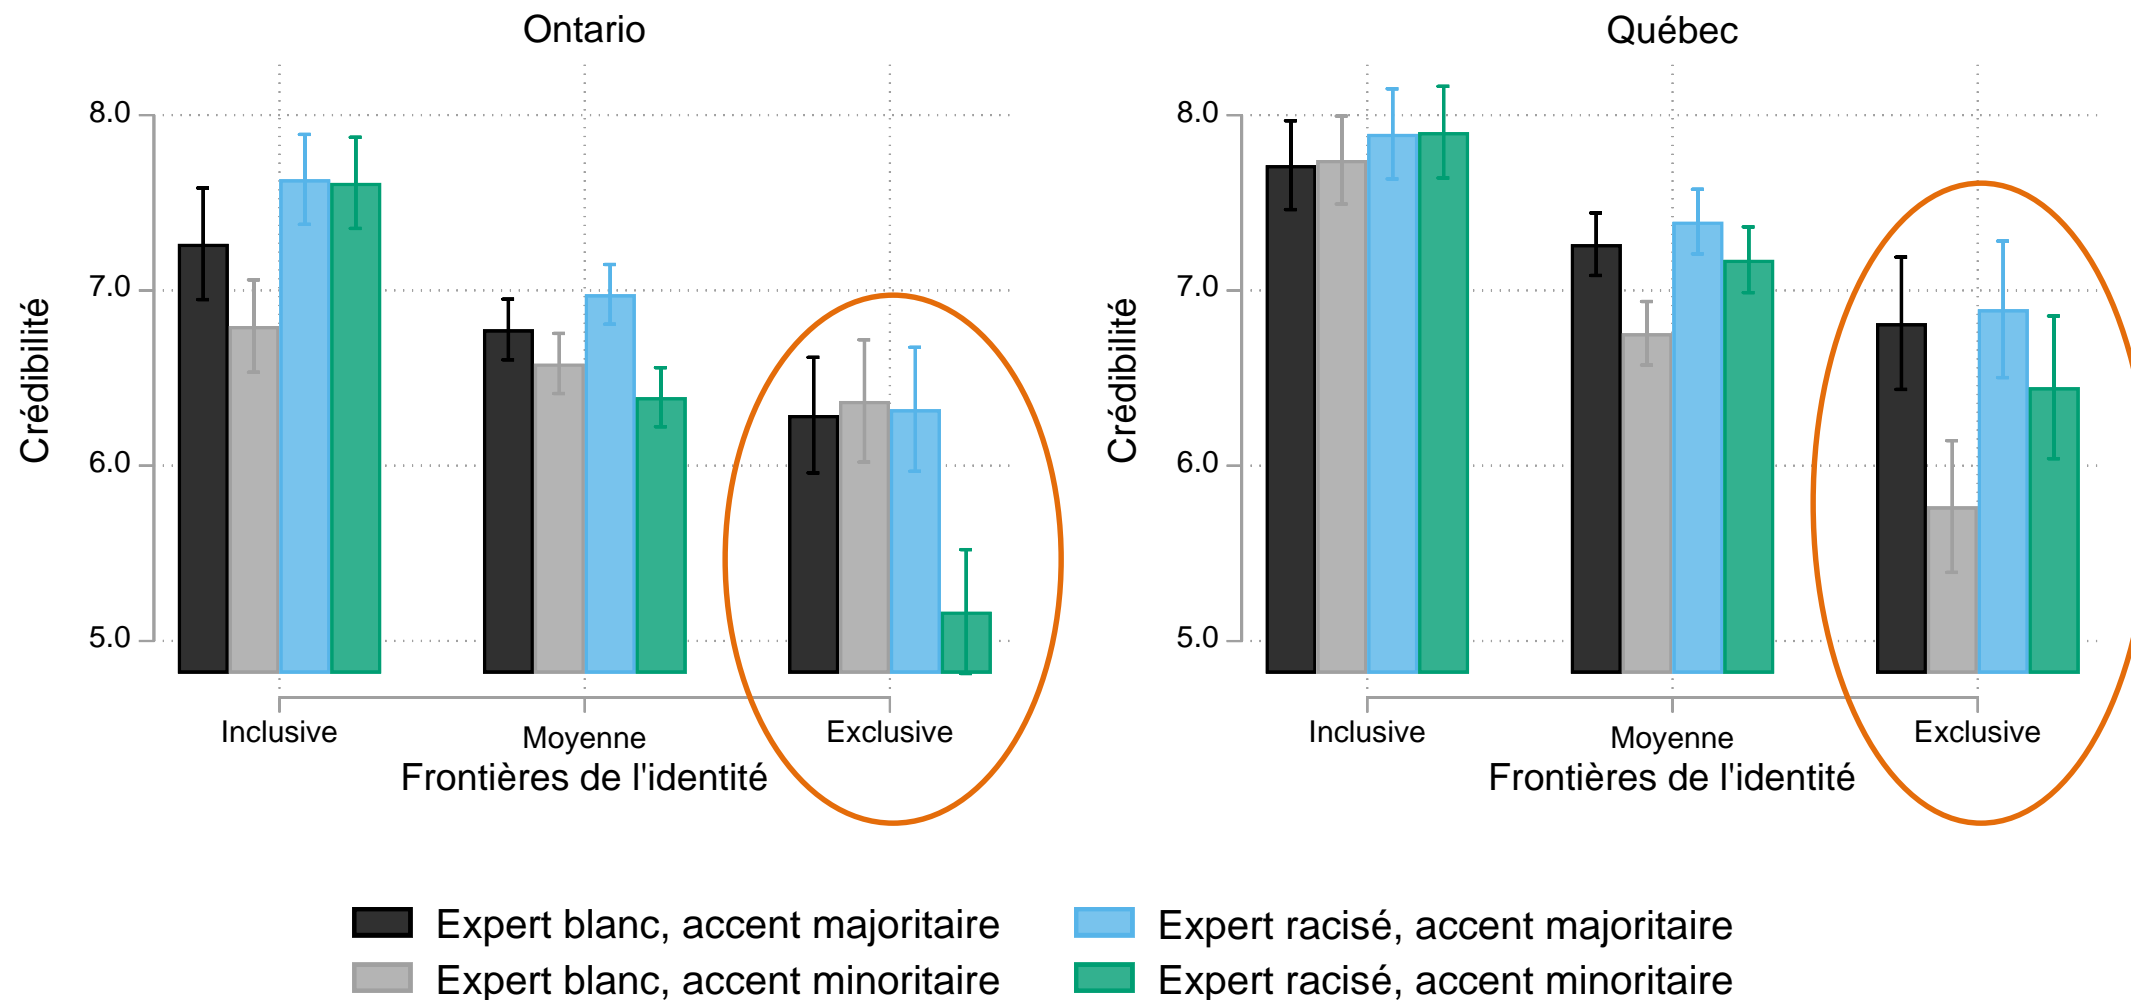 Ontario
8.0
7.0
6.0
5.0
Crédibilité
Inclusive
Moyenne
Exclusive
Frontières de l'identité
Québec
8.0
7.0
6.0
5.0
Crédibilité
Inclusive
Moyenne
Exclusive
Frontières de l'identité
Expert blanc, accent majoritaire
Expert racisé, accent majoritaire
Expert blanc, accent minoritaire
Expert racisé, accent minoritaire